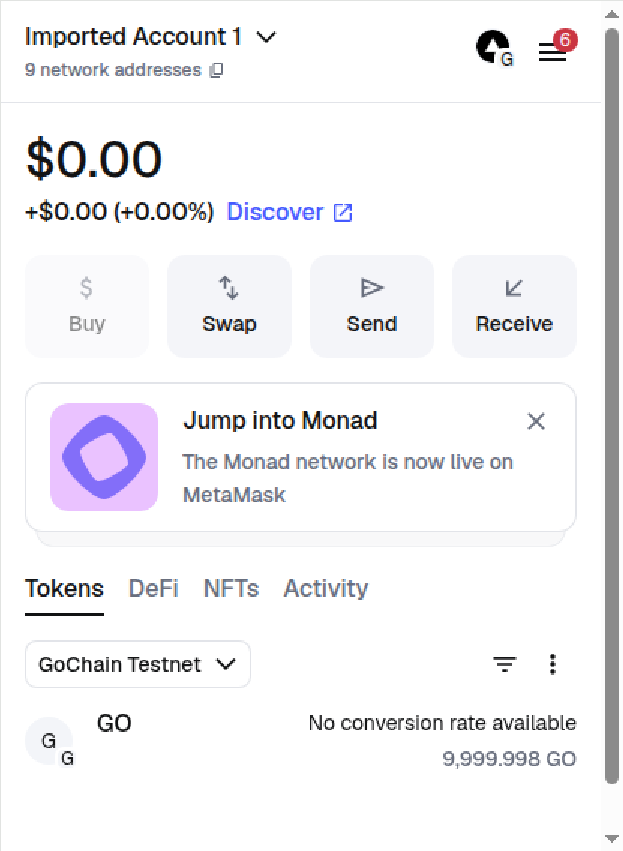 Imported Account 1
9 network addresses
G
6
$0.00
+$0.00 (+0.00%) Discover
$
Buy
Swap
Send
Receive
Jump into Monad
The Monad network is now live on
MetaMask
Tokens DeFi NFTs Activity
GoChain Testnet
G
G
GO
No conversion rate available
9,999.998 GO